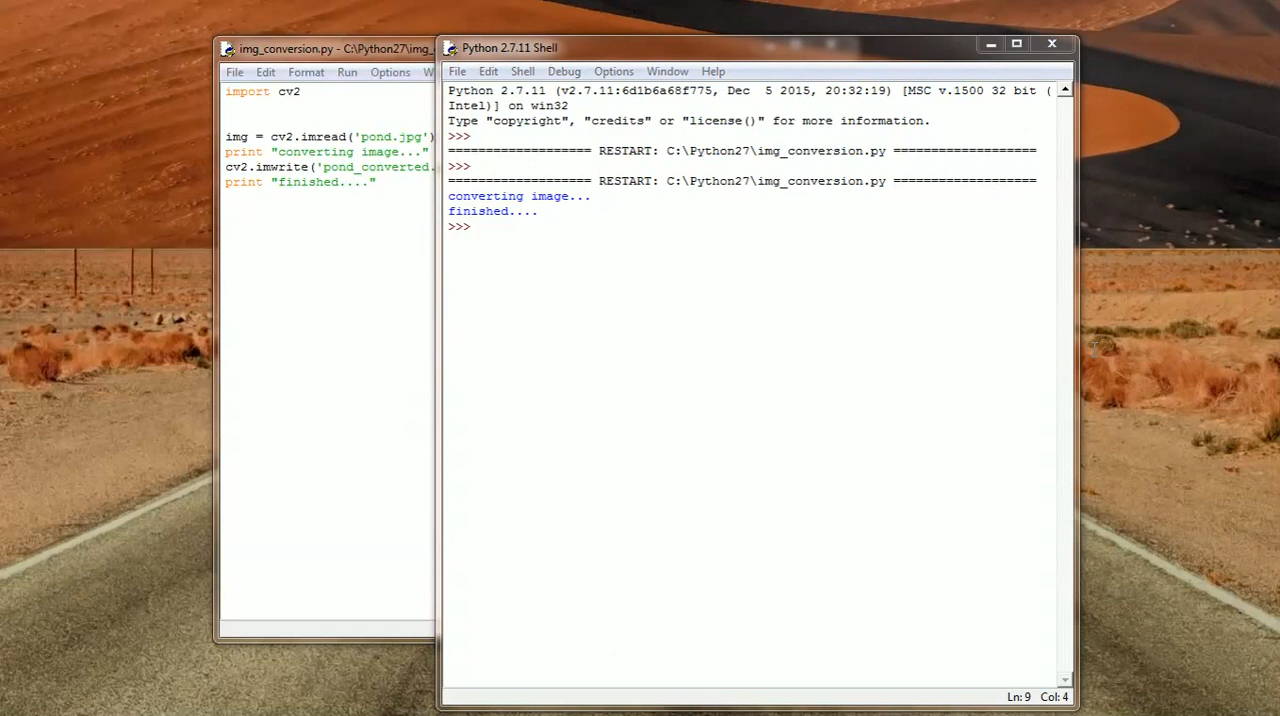 img_conversion.py - C:\Python27\img_
File Edit Format Run Options W
import cv2
img = cv2.imread('pond.jpg')
print "converting image..."
cv2.imwrite('pond_converted.
print "finished...."
Python 2.7.11 Shell
File Edit Shell Debug Options Window Help
Python 2.7.11 (v2.7.11:6d1b6a68f775, Dec  5 2015, 20:32:19) [MSC v.1500 32 bit (
Intel)] on win32
Type "copyright", "credits" or "license()" for more information.
>>>
=================== RESTART: C:\Python27\img_conversion.py ===================
>>>
=================== RESTART: C:\Python27\img_conversion.py ===================
converting image...
finished....
>>>
Ln: 9 Col: 4